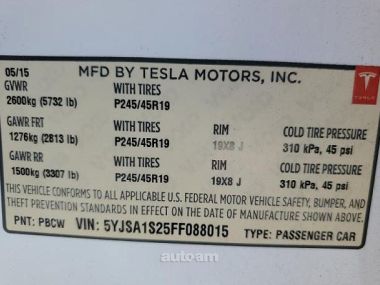 05/15 MFD BY TESLA MOTORS, INC.
GVWR WITH TIRES
2600kg (5732 lb) P245/45R19
TESLA
GAWR FRT WITH TIRES RIM COLD TIRE PRESSURE
1276kg (2813 lb) P245/45R19 19X8 J 310 kPa, 45 psi
GAWR RR WITH TIRES RIM COLD TIRE PRESSURE
1500kg (3307 lb) P245/45R19 19X8 J 310 kPa, 45 psi
THIS VEHICLE CONFORMS TO ALL APPLICABLE U.S. FEDERAL MOTOR VEHICLE SAFETY, BUMPER, AND
THEFT PREVENTION STANDARDS IN EFFECT ON THE DATE OF MANUFACTURE SHOWN ABOVE.
PNT: PBCW VIN: 5YJSA1S25FF088015 TYPE: PASSENGER CAR
autoam